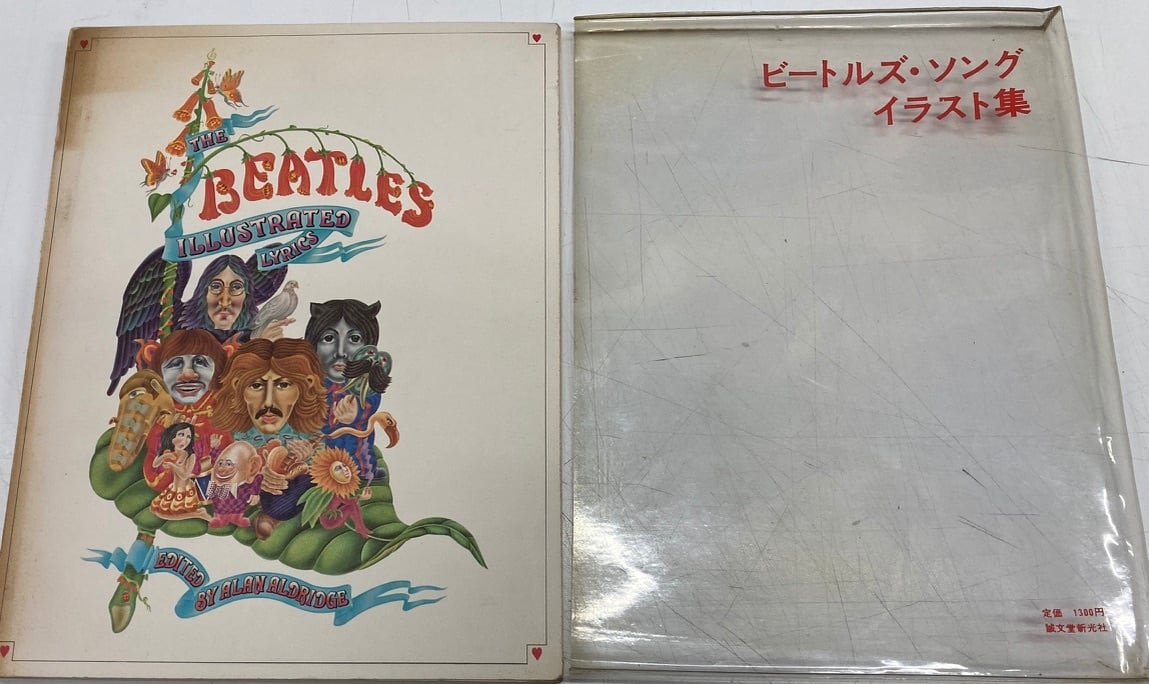 THE
BEATLES
ILLUSTRATED
LYRICS
EDITED
BY ALAN ALDRIDGE
ビートルズ・ソング
イラスト集
定価 1300円
誠文堂新光社